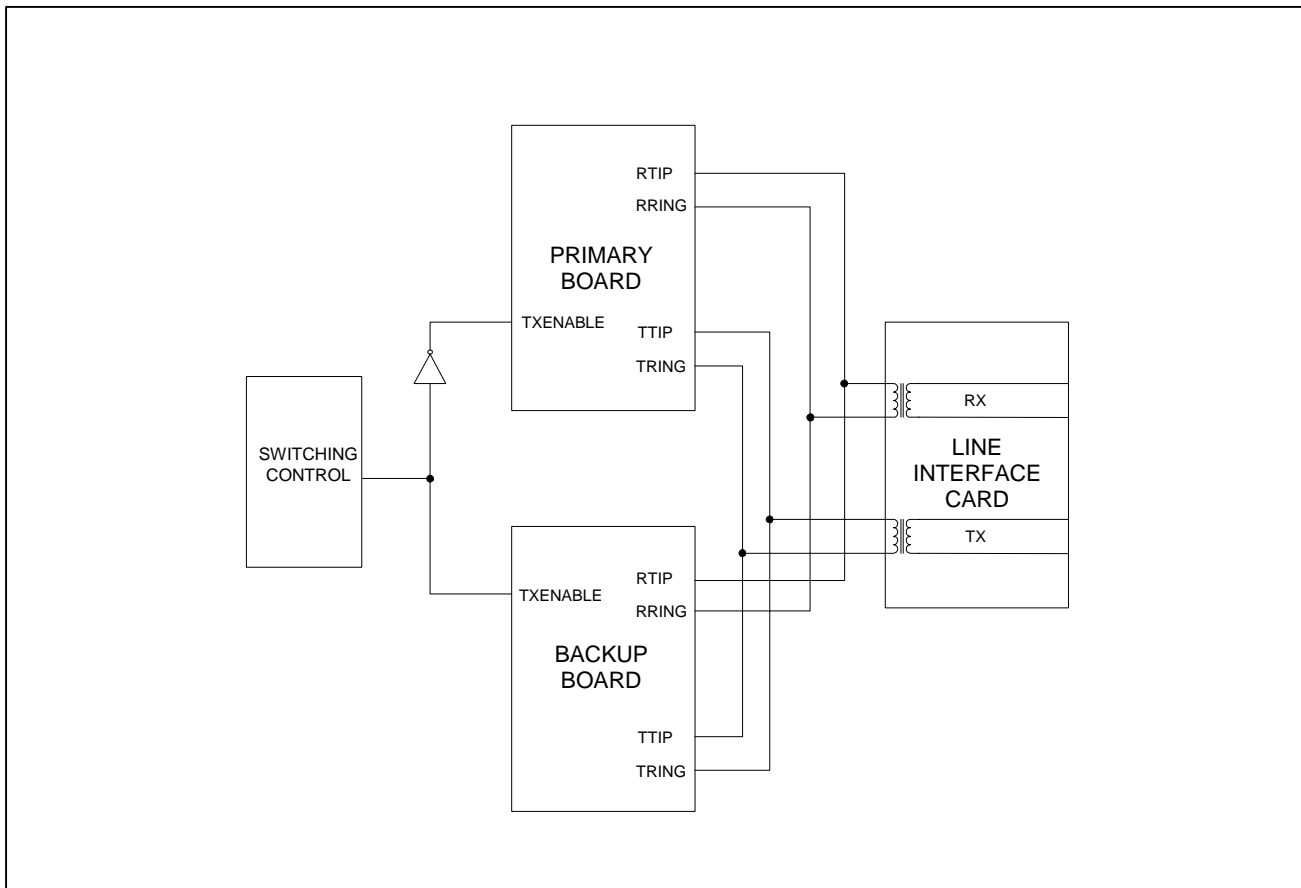 RTIP
RRING
PRIMARY
BOARD
TXENABLE
TTIP
TRING
SWITCHING
CONTROL
RX
LINE
INTERFACE
CARD
TX
RTIP
TXENABLE
RRING
BACKUP
BOARD
TTIP
TRING